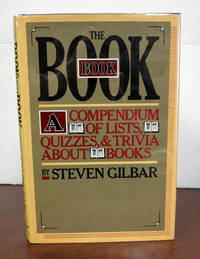 THE
BOOK
BOOK
A COMPENDIUM
OF LISTS,
QUIZZES, & TRIVIA
ABOUT BOOKS
BY STEVEN GILBAR